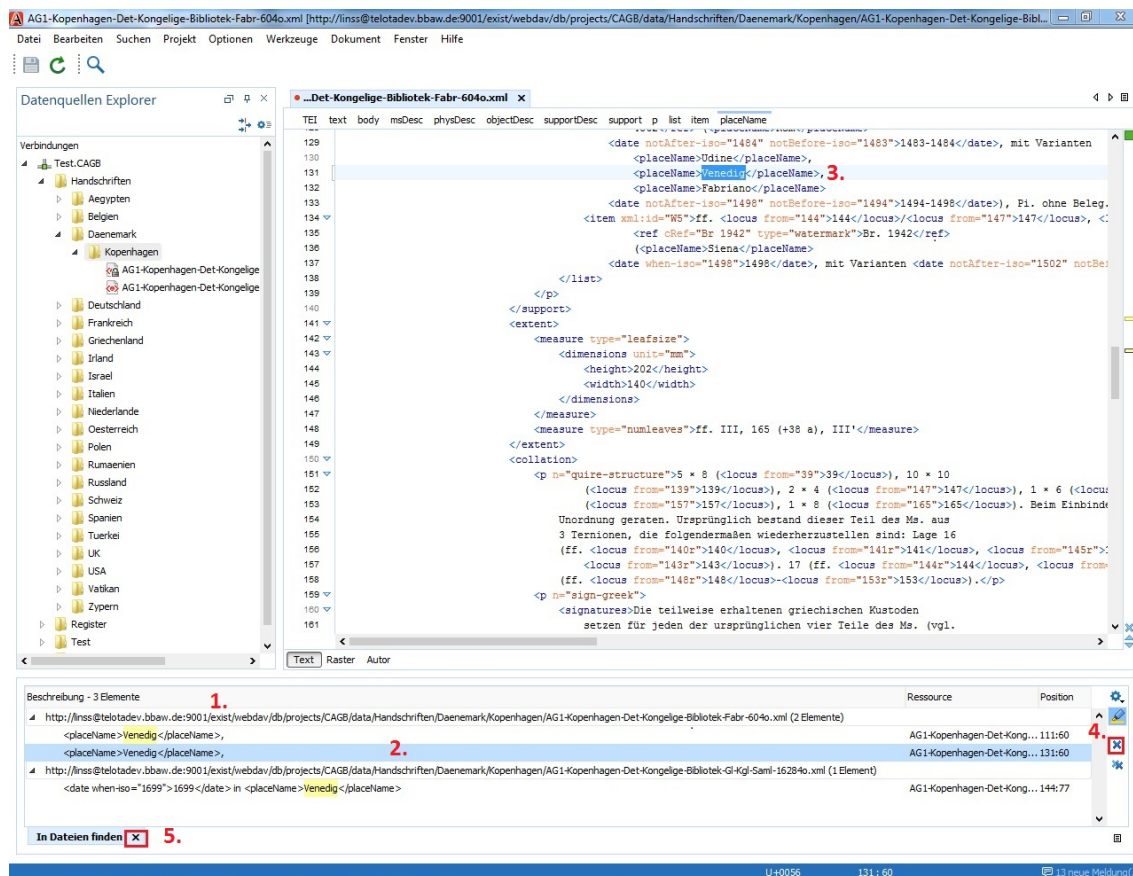 AG1-Kopenhagen-Det-Kongelige-Bibliotek-Fabr-604o.xml [http://linss@telotadev.bbaw.de:9001/exist/webdav/db/projects/CAGB/data/Handschriften/Daenemark/Kopenhagen/AG1-Kopenhagen-Det-Kongelige-Bibl...
Datei Bearbeiten Suchen Projekt Optionen Werkzeuge Dokument Fenster Hilfe
Datenquellen Explorer
Verbindungen
Test.CAGB
Handschriften
Aegypten
Belgien
Daenemark
Kopenhagen
AG1-Kopenhagen-Det-Kongelige
AG1-Kopenhagen-Det-Kongelige
Deutschland
Frankreich
Griechenland
Irland
Israel
Italien
Niederlande
Oesterreich
Polen
Rumaenien
Russland
Schweiz
Spanien
Tuerkei
UK
USA
Vatikan
Zypern
Register
Test
...Det-Kongelige-Bibliotek-Fabr-604o.xml
TEI text body msDesc physDesc objectDesc supportDesc support p list item placeName
129 <date notAfter-iso="1484" notBefore-iso="1483">1483-1484</date>, mit Varianten
130 <placeName>Udine</placeName>,
131 <placeName>Venedig</placeName>, 3.
132 <placeName>Fabriano</placeName>
133 <date notAfter-iso="1498" notBefore-iso="1494">1494-1498</date>), Pi. ohne Beleg.
134 <item xml:id="W5">ff. <locus from="144">144</locus>/<locus from="147">147</locus>, <
135 <ref cRef="Br 1942" type="watermark">Br. 1942</ref>
136 (<placeName>Siena</placeName>
137 <date when-iso="1498">1498</date>, mit Varianten <date notAfter-iso="1502" notBef
138 </list>
139 </p>
140 </support>
141 <extent>
142 <measure type="leafsize">
143 <dimensions unit="mm">
144 <height>202</height>
145 <width>140</width>
146 </dimensions>
147 </measure>
148 <measure type="numleaves">ff. III, 165 (+38 a), III'</measure>
149 </extent>
150 <collation>
151 <p n="quire-structure">5 * 8 (<locus from="39">39</locus>), 10 * 10
152 (<locus from="139">139</locus>), 2 * 4 (<locus from="147">147</locus>), 1 * 6 (<locus
153 (<locus from="157">157</locus>), 1 * 8 (<locus from="165">165</locus>). Beim Einbinde
154 Unordnung geraten. Ursprünglich bestand dieser Teil des Ms. aus
155 3 Ternionen, die folgendermaßen wiederherzustellen sind: Lage 16
156 (ff. <locus from="140r">140</locus>, <locus from="141r">141</locus>, <locus from="145r">
157 <locus from="143r">143</locus>). 17 (ff. <locus from="144r">144</locus>, <locus from=
158 (ff. <locus from="148r">148</locus>-<locus from="153r">153</locus>).</p>
159 <p n="sign-greek">
160 <signatures>Die teilweise erhaltenen griechischen Kustoden
161 setzen für jeden der ursprünglichen vier Teile des Ms. (vgl.
Text Raster Autor
Beschreibung - 3 Elemente 1. Ressource Position
http://linss@telotadev.bbaw.de:9001/exist/webdav/db/projects/CAGB/data/Handschriften/Daenemark/Kopenhagen/AG1-Kopenhagen-Det-Kongelige-Bibliotek-Fabr-604o.xml (2 Elemente)
<placeName>Venedig</placeName>, AG1-Kopenhagen-Det-Kong... 111:60
<placeName>Venedig</placeName>, 2. AG1-Kopenhagen-Det-Kong... 131:60
4.
http://linss@telotadev.bbaw.de:9001/exist/webdav/db/projects/CAGB/data/Handschriften/Daenemark/Kopenhagen/AG1-Kopenhagen-Det-Kongelige-Bibliotek-Gl-Kgl-Saml-16284o.xml (1 Element)
<date when-iso="1699">1699</date> in <placeName>Venedig</placeName> AG1-Kopenhagen-Det-Kong... 144:77
In Dateien finden 5.
U+0056 131 : 60 13 neue Meldung(